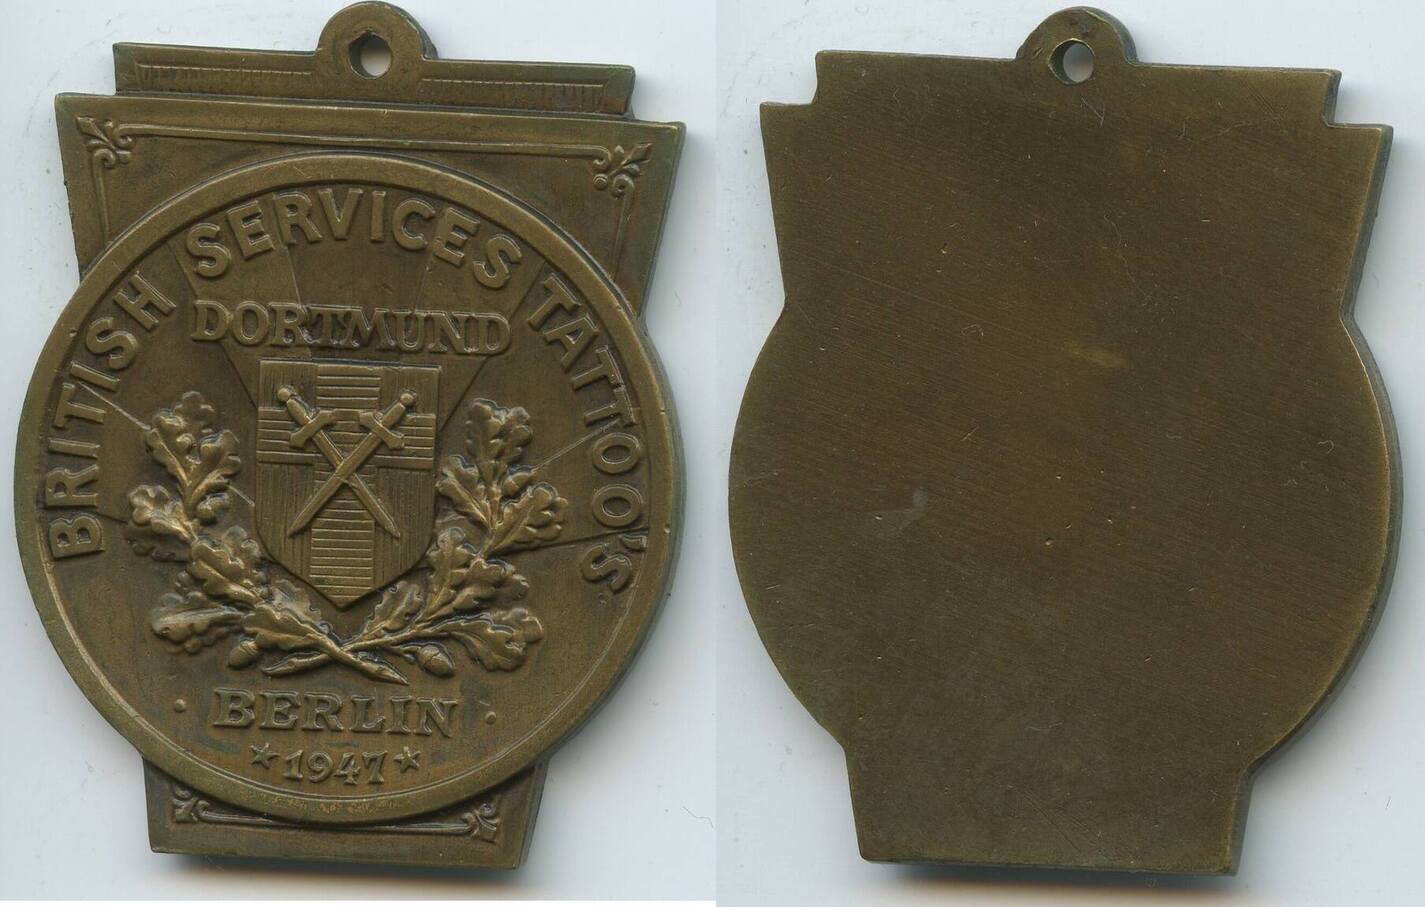 BRITISH SERVICES TATTOO'S
DORTMUND
BERLIN
1947